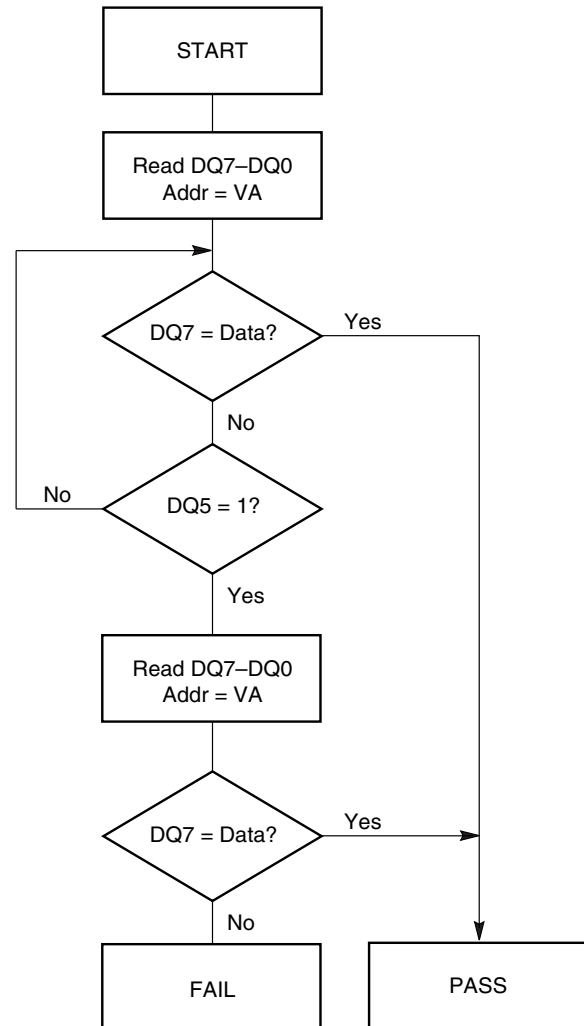 START
Read DQ7–DQ0
Addr = VA
DQ7 = Data?
Yes
No
No
DQ5 = 1?
Yes
Read DQ7–DQ0
Addr = VA
DQ7 = Data?
Yes
No
FAIL
PASS